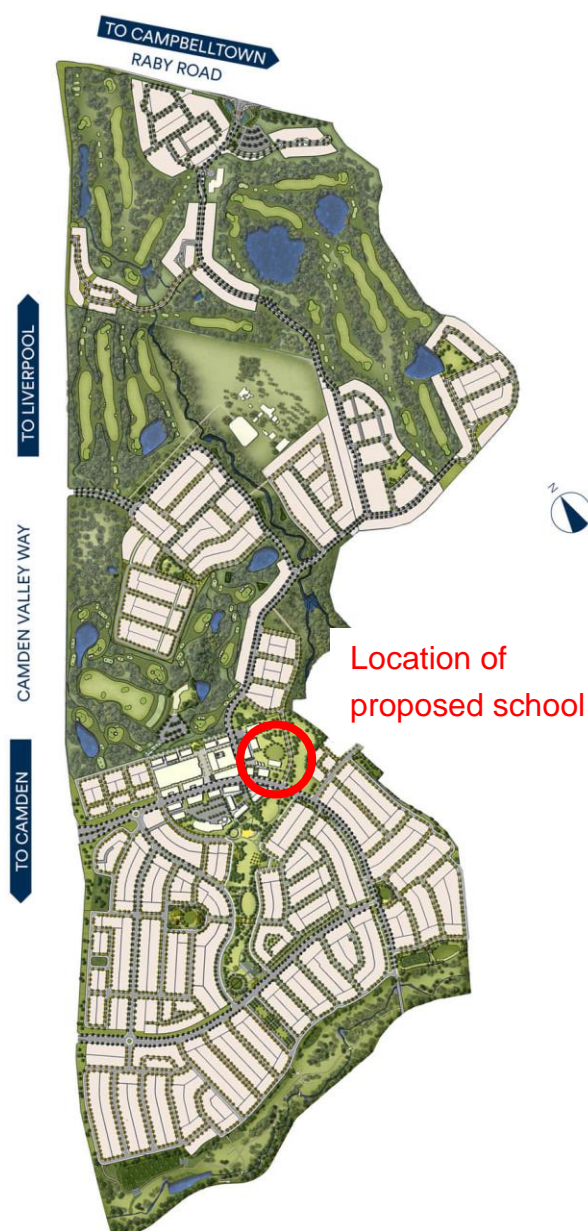 TO CAMPBELLTOWN
RABY ROAD
TO LIVERPOOL
N
CAMDEN VALLEY WAY
Location of
proposed school
TO CAMDEN